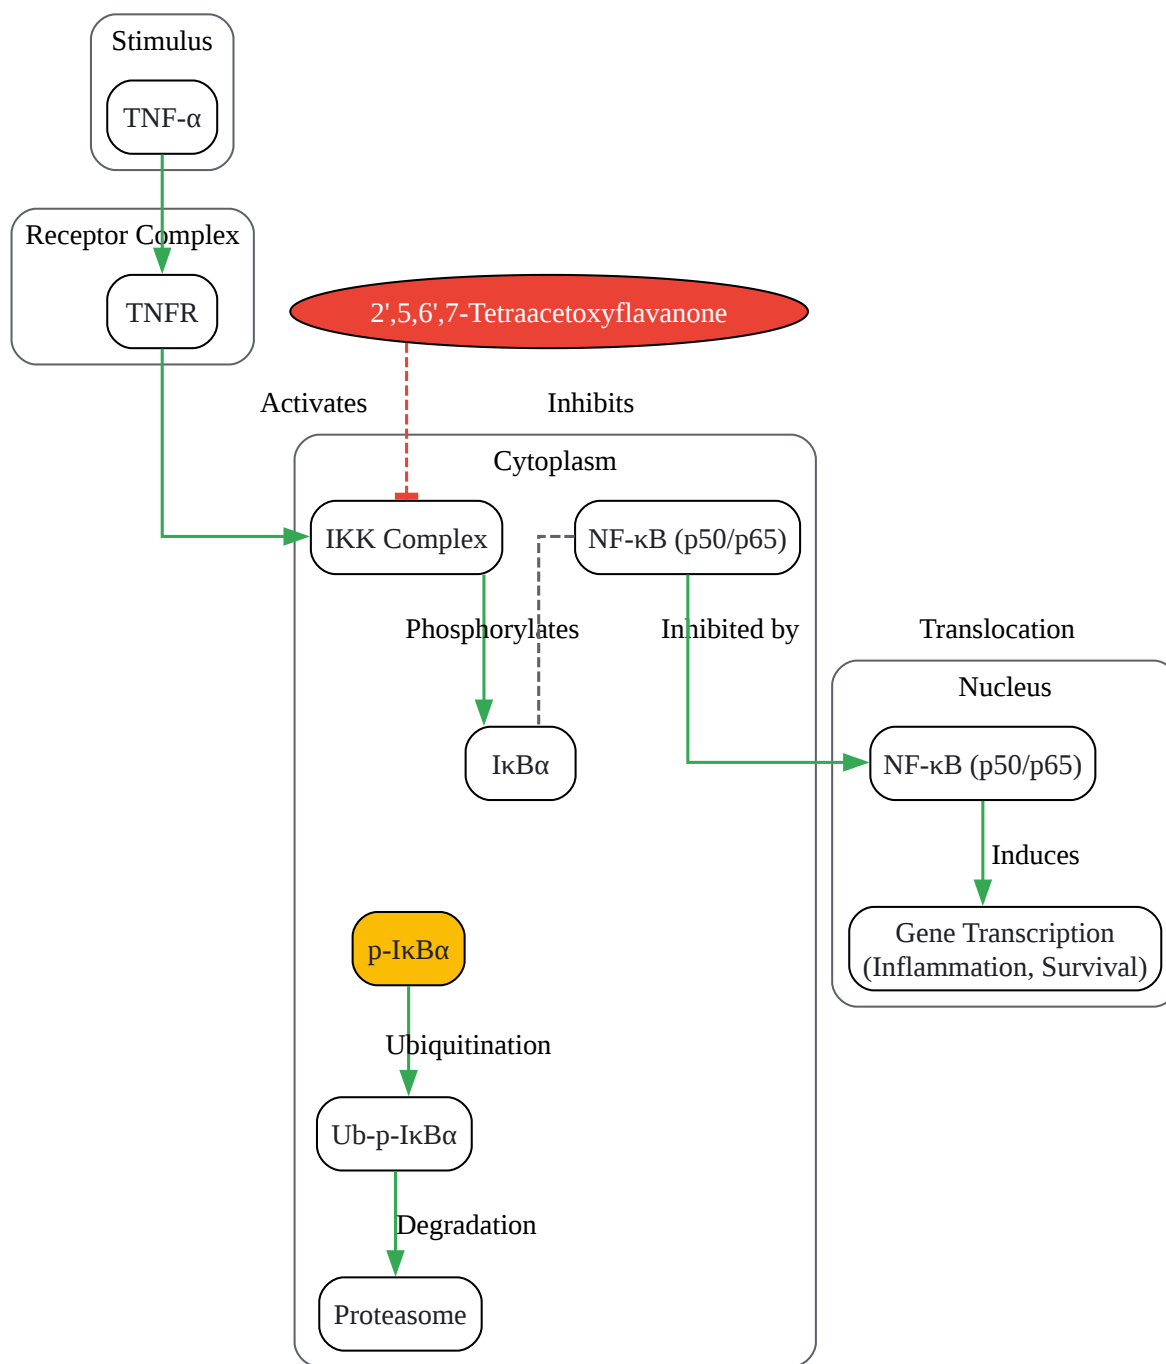 Stimulus
TNF-α
Receptor Complex
TNFR
2',5,6',7-Tetraacetoxyflavanone
Activates
Inhibits
Cytoplasm
IKK Complex
NF-κB (p50/p65)
Phosphorylates
Inhibited by
Translocation
Nucleus
IκBα
NF-κB (p50/p65)
Induces
Gene Transcription
(Inflammation, Survival)
p-IκBα
Ubiquitination
Ub-p-IκBα
Degradation
Proteasome